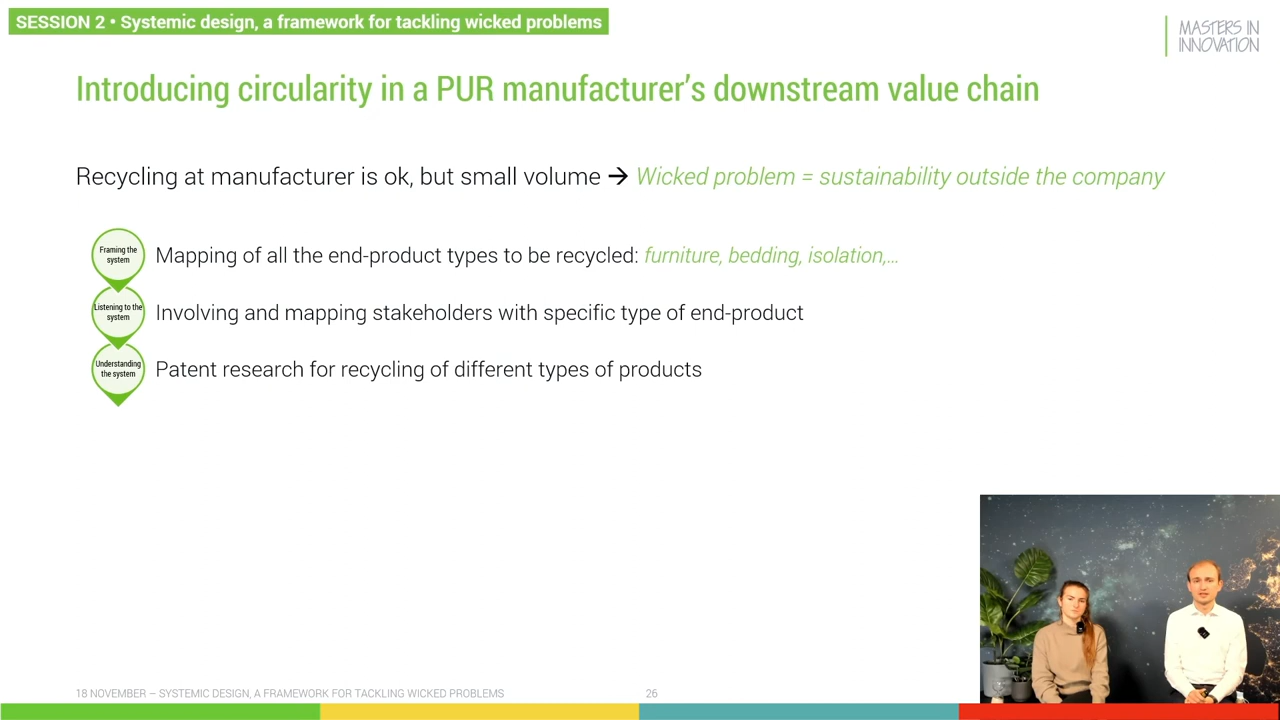 SESSION 2 • Systemic design, a framework for tackling wicked problems
MASTERS IN
INNOVATION
Introducing circularity in a PUR manufacturer's downstream value chain
Recycling at manufacturer is ok, but small volume → Wicked problem = sustainability outside the company
Framing the
system
Mapping of all the end-product types to be recycled: furniture, bedding, isolation,...
Listening to the
system
Involving and mapping stakeholders with specific type of end-product
Understanding
the system
Patent research for recycling of different types of products
18 NOVEMBER – SYSTEMIC DESIGN, A FRAMEWORK FOR TACKLING WICKED PROBLEMS
26